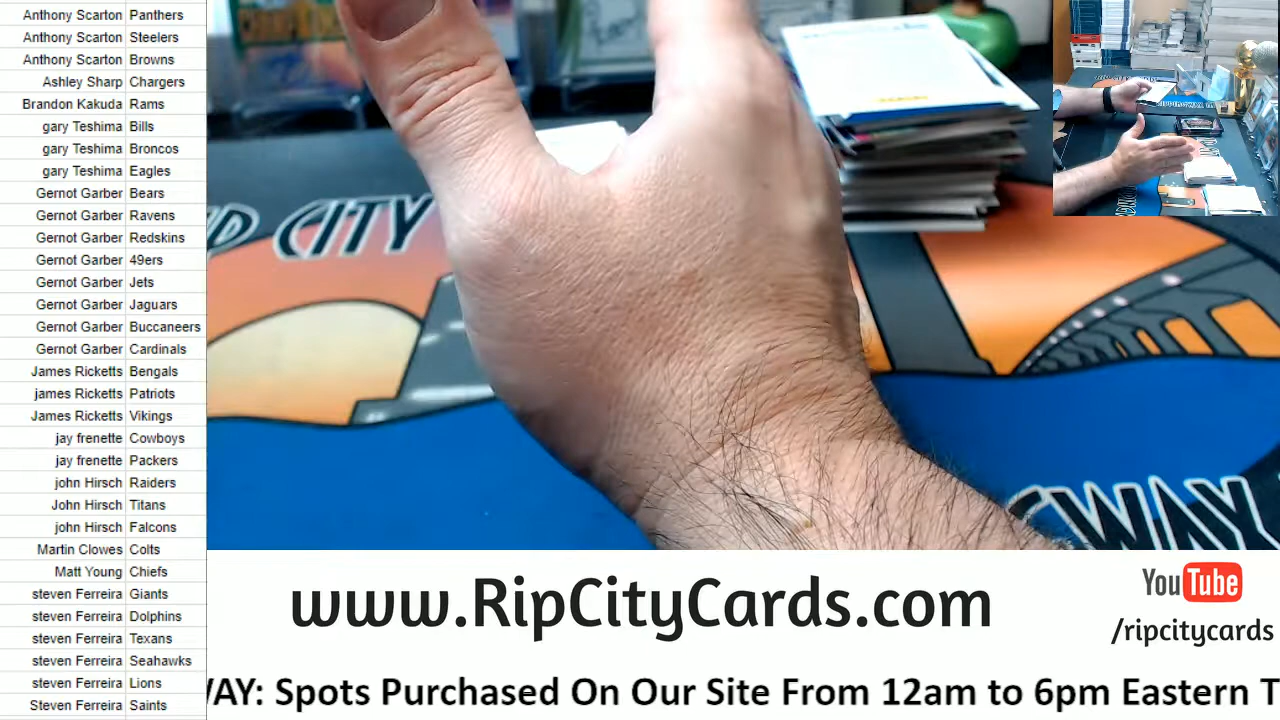 Anthony Scarton Panthers
Anthony Scarton Steelers
Anthony Scarton Browns
Ashley Sharp Chargers
Brandon Kakuda Rams
gary Teshima Bills
gary Teshima Broncos
gary Teshima Eagles
Gernot Garber Bears
Gernot Garber Ravens
Gernot Garber Redskins
Gernot Garber 49ers
Gernot Garber Jets
Gernot Garber Jaguars
Gernot Garber Buccaneers
Gernot Garber Cardinals
James Ricketts Bengals
james Ricketts Patriots
James Ricketts Vikings
jay frenette Cowboys
jay frenette Packers
john Hirsch Raiders
John Hirsch Titans
john Hirsch Falcons
Martin Clowes Colts
Matt Young Chiefs
steven Ferreira Giants
steven Ferreira Dolphins
steven Ferreira Texans
steven Ferreira Seahawks
steven Ferreira Lions
Steven Ferreira Saints
CITY
www.RipCityCards.com
YouTube
/ripcitycards
WAY: Spots Purchased On Our Site From 12am to 6pm Eastern T